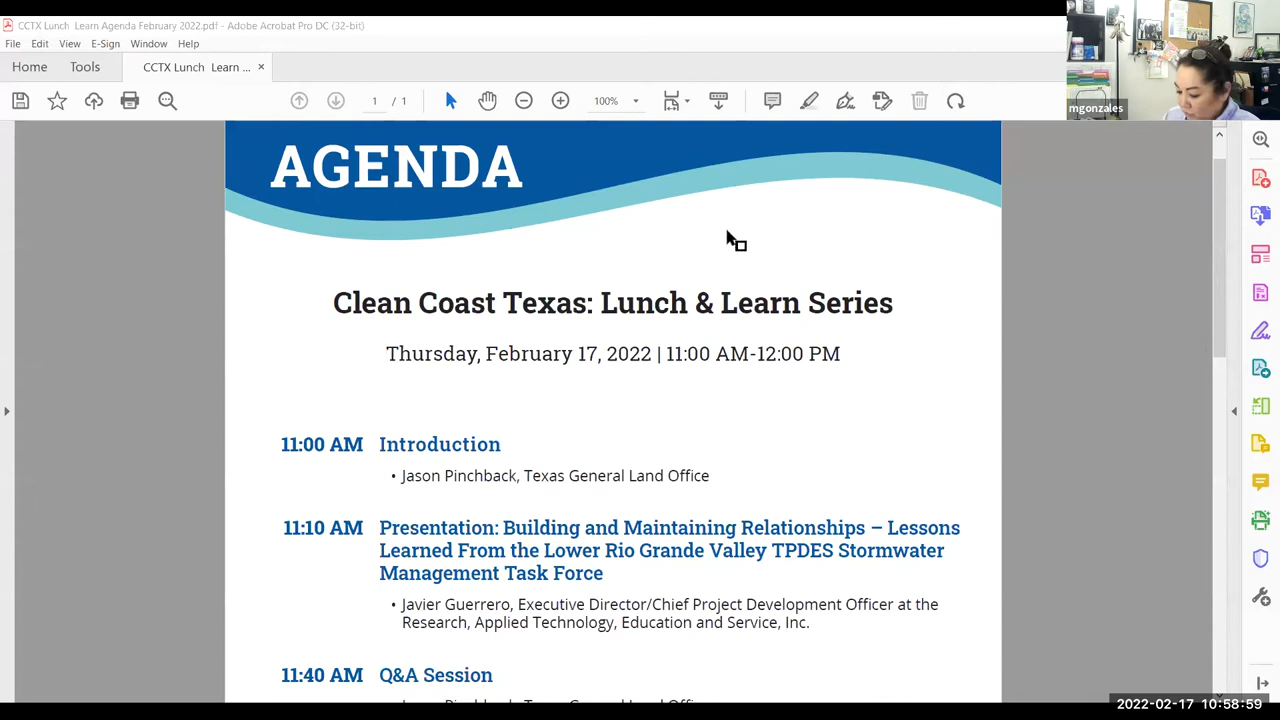 CCTX Lunch  Learn Agenda February 2022.pdf - Adobe Acrobat Pro DC (32-bit)
File Edit View E-Sign Window Help
Home Tools CCTX Lunch  Learn ... ×
1 / 1 100%
mgonzales
AGENDA
Clean Coast Texas: Lunch & Learn Series
Thursday, February 17, 2022 | 11:00 AM-12:00 PM
11:00 AM Introduction
• Jason Pinchback, Texas General Land Office
11:10 AM Presentation: Building and Maintaining Relationships – Lessons
Learned From the Lower Rio Grande Valley TPDES Stormwater
Management Task Force
• Javier Guerrero, Executive Director/Chief Project Development Officer at the
Research, Applied Technology, Education and Service, Inc.
11:40 AM Q&A Session
2022-02-17 10:58:59